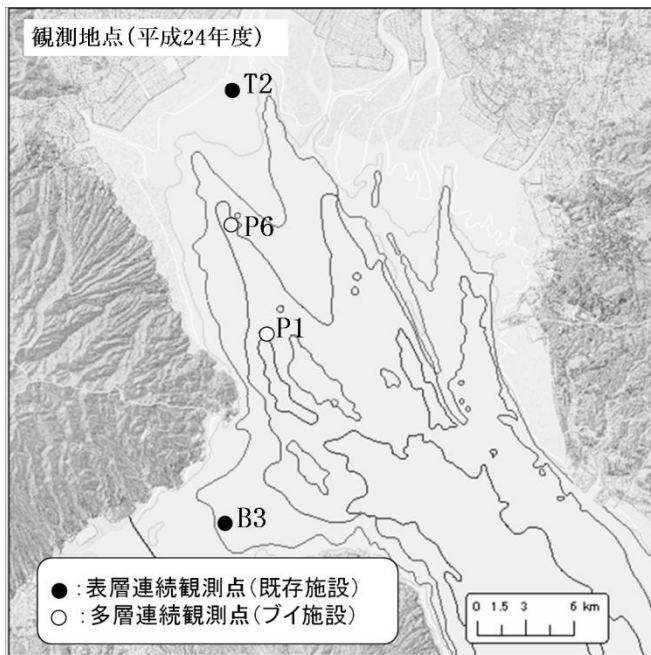 観測地点(平成24年度)
T2
P6
P1
B3
● : 表層連続観測点(既存施設)
○ : 多層連続観測点(ブイ施設)
0 1.5 3 6 km